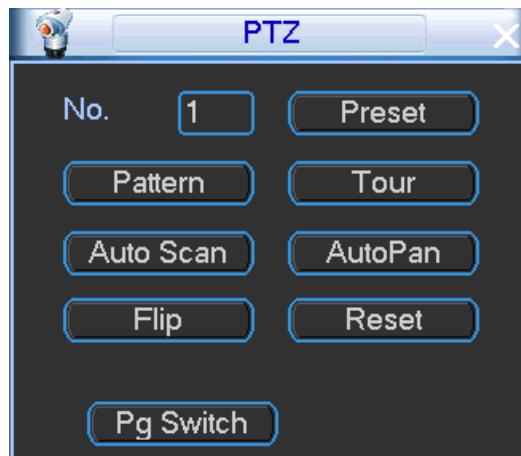 PTZ
No. 1 Preset
Pattern Tour
Auto Scan AutoPan
Flip Reset
Pg Switch